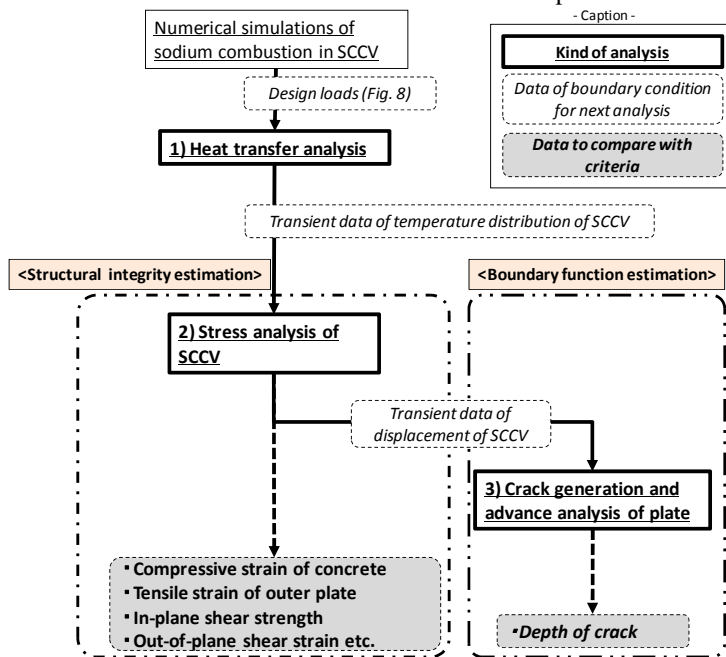 Numerical simulations of
sodium combustion in SCCV
Design loads (Fig. 8)
1) Heat transfer analysis
Transient data of temperature distribution of SCCV
- Caption -
Kind of analysis
Data of boundary condition
for next analysis
Data to compare with
criteria
<Structural integrity estimation>
<Boundary function estimation>
2) Stress analysis of
SCCV
Transient data of
displacement of SCCV
3) Crack generation and
advance analysis of plate
・Compressive strain of concrete
・Tensile strain of outer plate
・In-plane shear strength
・Out-of-plane shear strain etc.
・Depth of crack